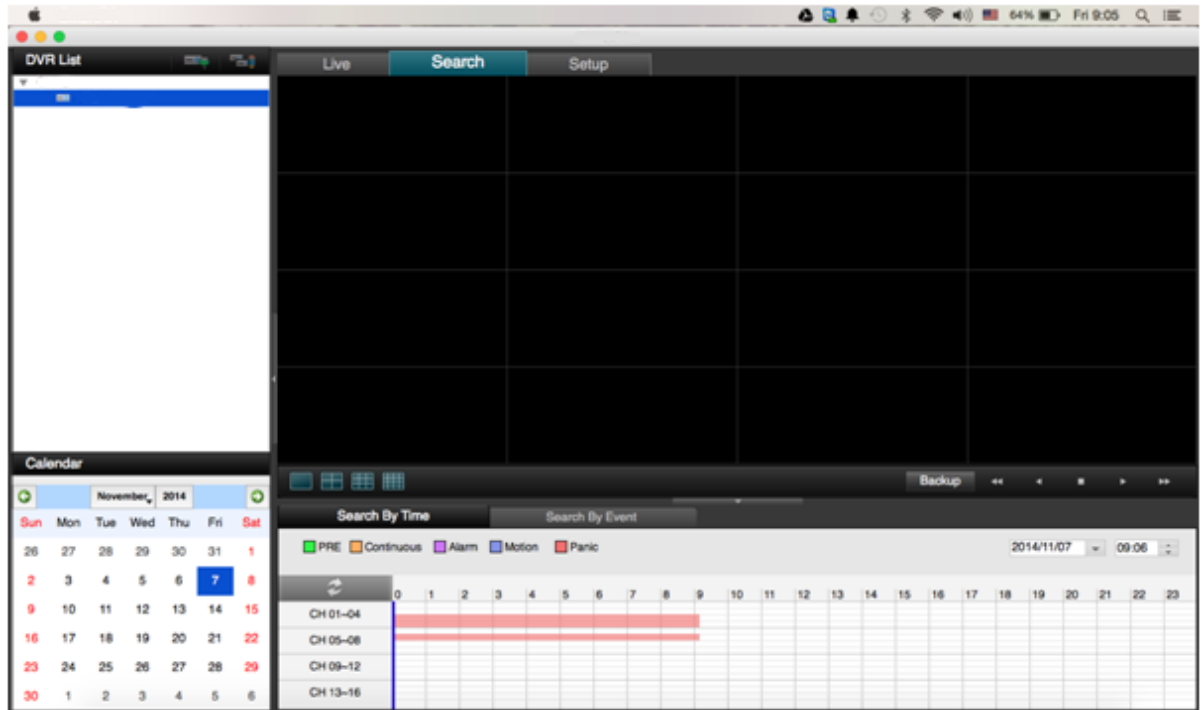 64% Fri 9:05
DVR List
Live Search Setup
Calendar
Backup
November 2014
Sun Mon Tue Wed Thu Fri Sat
26 27 28 29 30 31 1
2 3 4 5 6 7 8
9 10 11 12 13 14 15
16 17 18 19 20 21 22
23 24 25 26 27 28 29
30 1 2 3 4 5 6
Search By Time Search By Event
PRE Continuous Alarm Motion Panic 2014/11/07 09:06
0 1 2 3 4 5 6 7 8 9 10 11 12 13 14 15 16 17 18 19 20 21 22 23
CH 01~04
CH 05~08
CH 09~12
CH 13~16